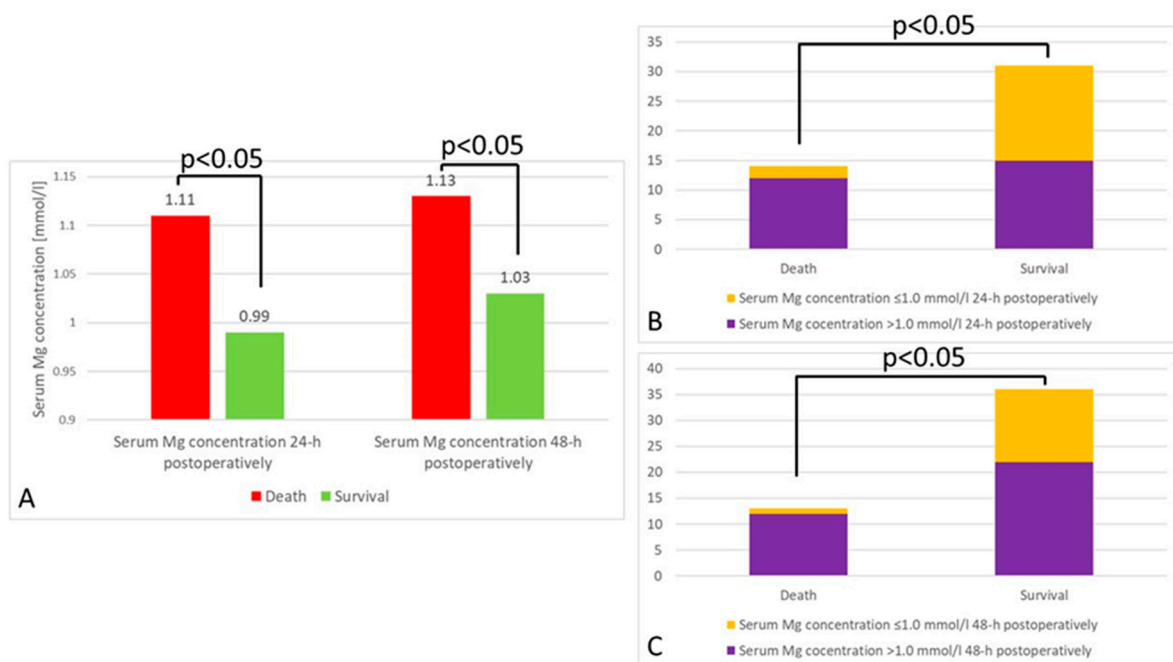 p<0.05
p<0.05
Serum Mg concentration [mmol/l]
1.15
1.1
1.05
1
0.95
0.9
1.11
0.99
1.13
1.03
Serum Mg concentration 24-h
postoperatively
Serum Mg concentration 48-h
postoperatively
A
Death
Survival
p<0.05
35
30
25
20
15
10
5
0
Death
Survival
Serum Mg concentration ≤1.0 mmol/l 24-h postoperatively
Serum Mg cocentration >1.0 mmol/l 24-h postoperatively
B
p<0.05
40
35
30
25
20
15
10
5
0
Death
Survival
Serum Mg concentration ≤1.0 mmol/l 48-h postoperatively
Serum Mg cocentration >1.0 mmol/l 48-h postoperatively
C